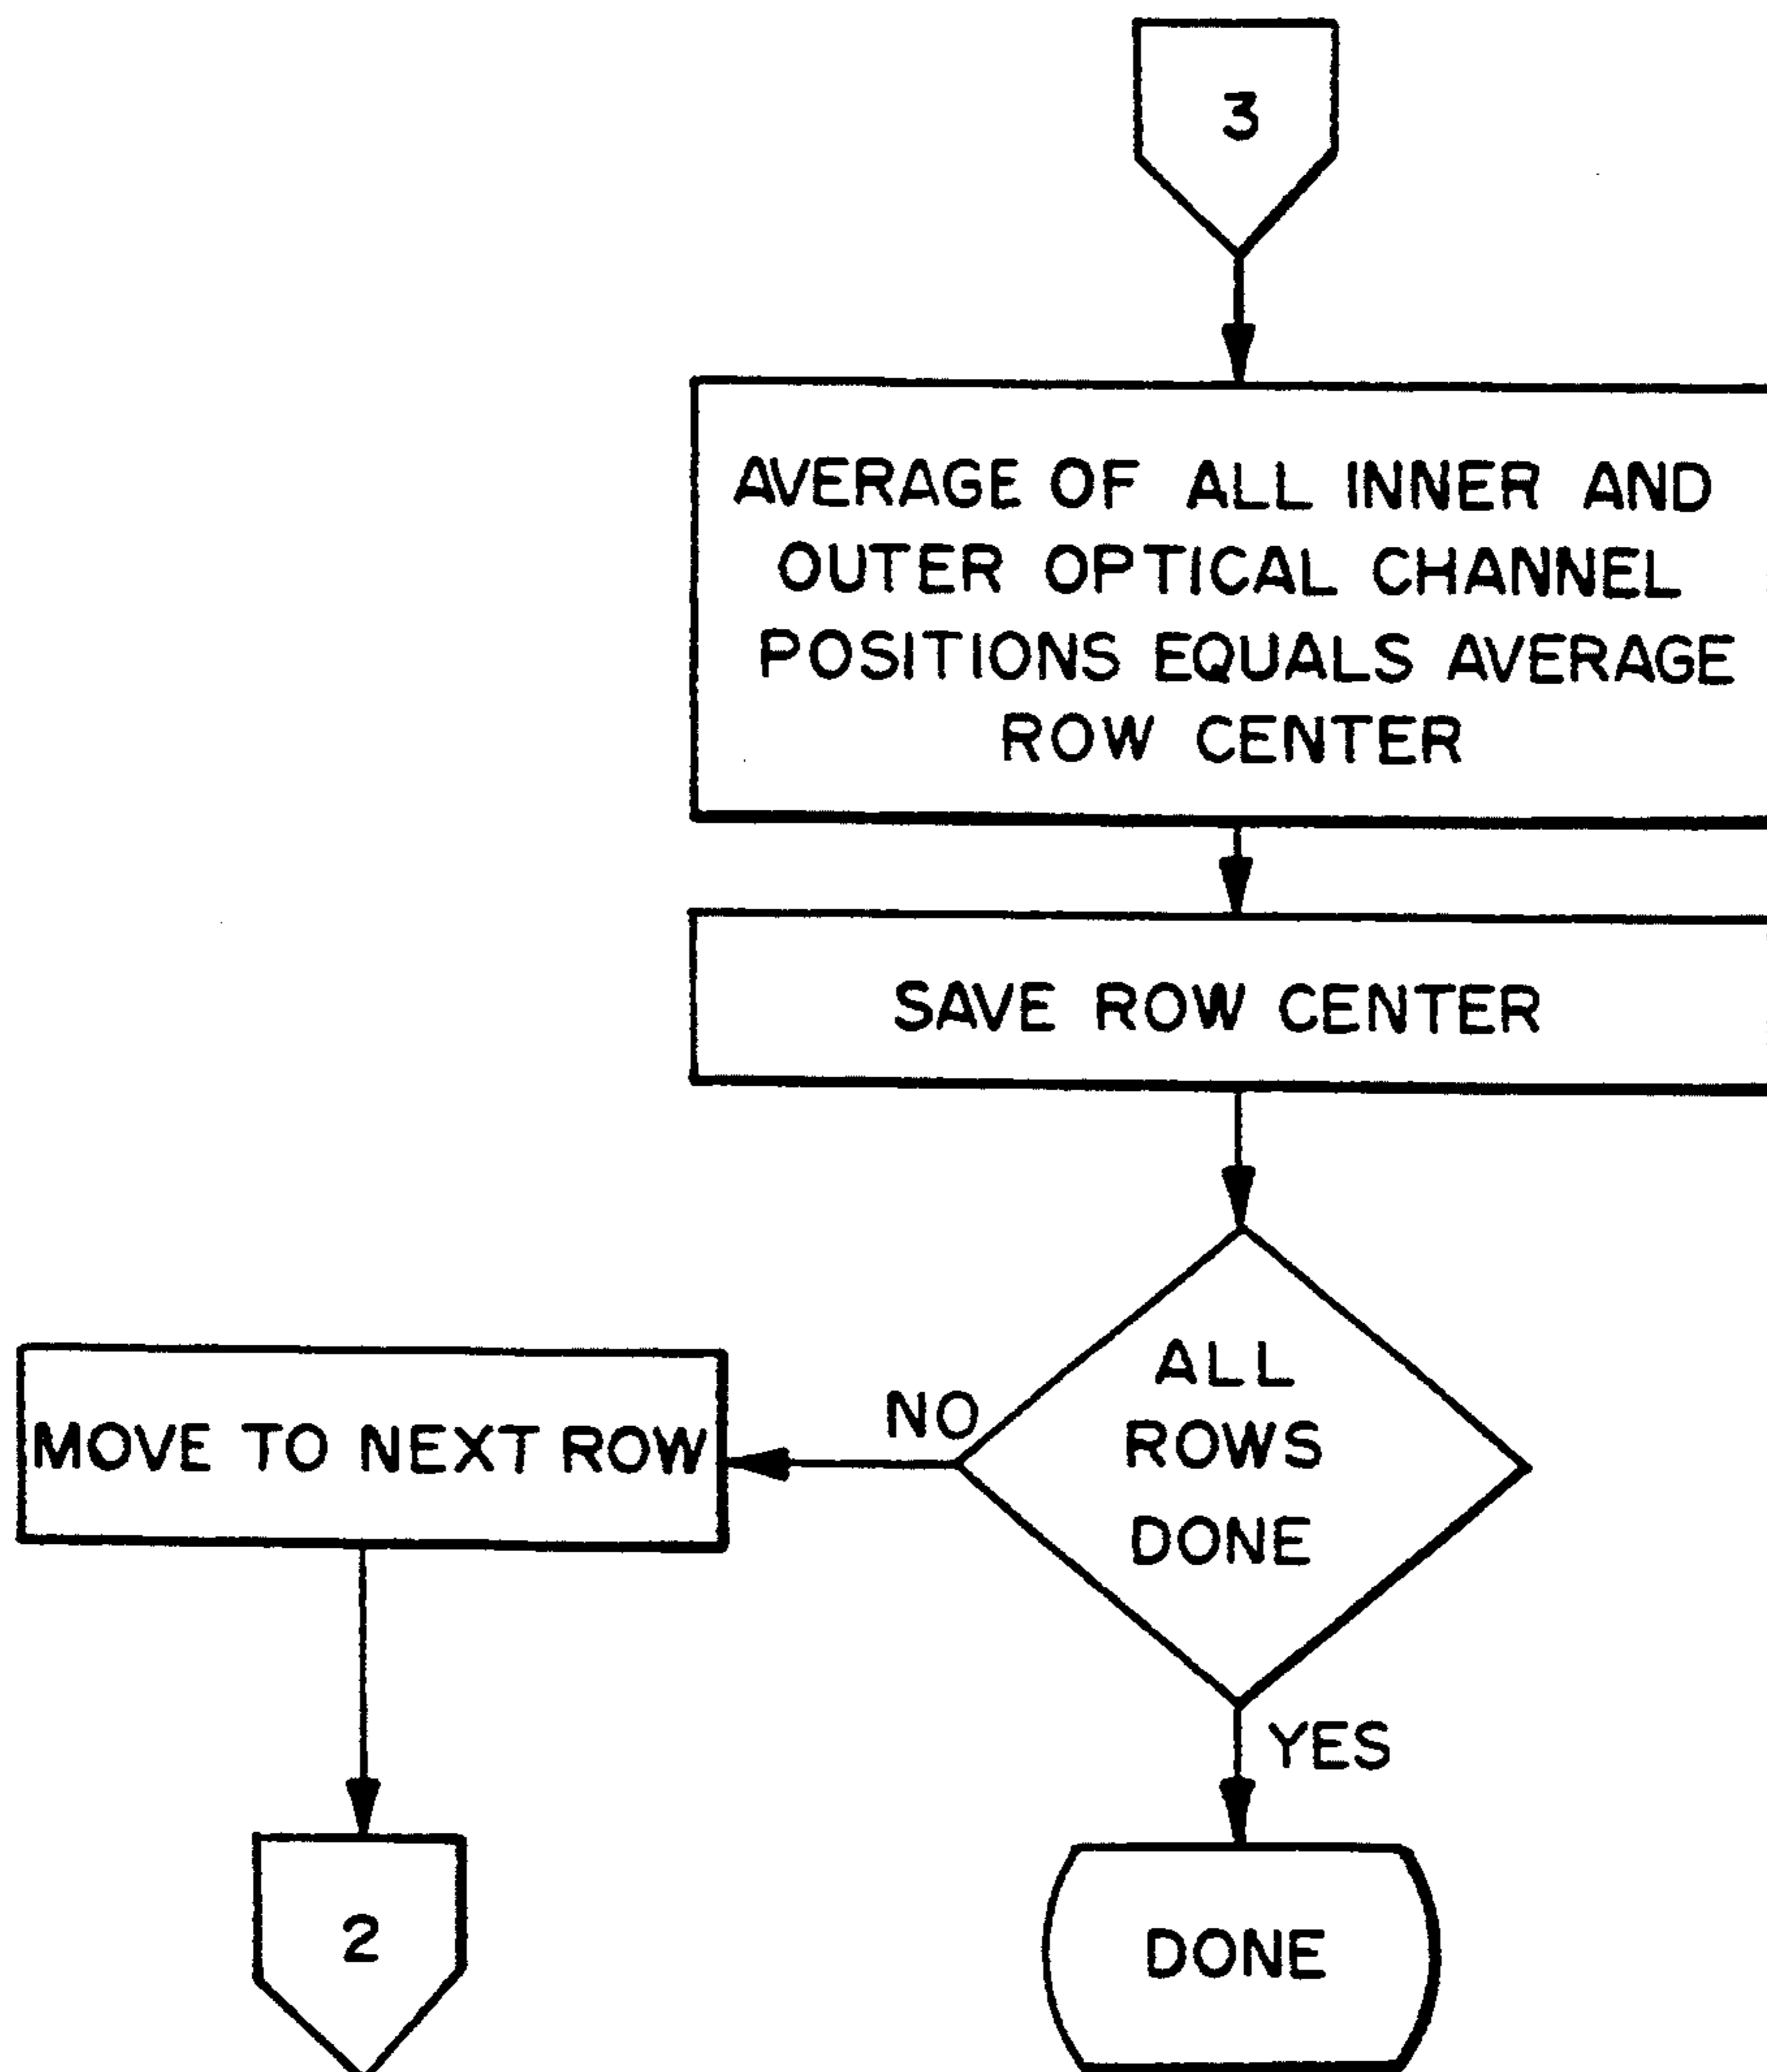 3
AVERAGE OF ALL INNER AND
OUTER OPTICAL CHANNEL
POSITIONS EQUALS AVERAGE
ROW CENTER
SAVE ROW CENTER
ALL
ROWS
DONE
NO
MOVE TO NEXT ROW
YES
2
DONE